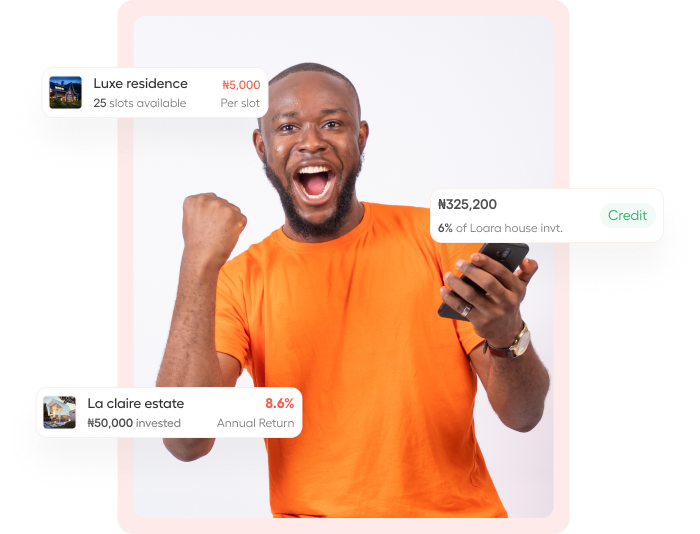 Luxe residence
₦5,000
25 slots available
Per slot
₦325,200
6% of Loara house invt.
Credit
La claire estate
8.6%
₦50,000 invested
Annual Return